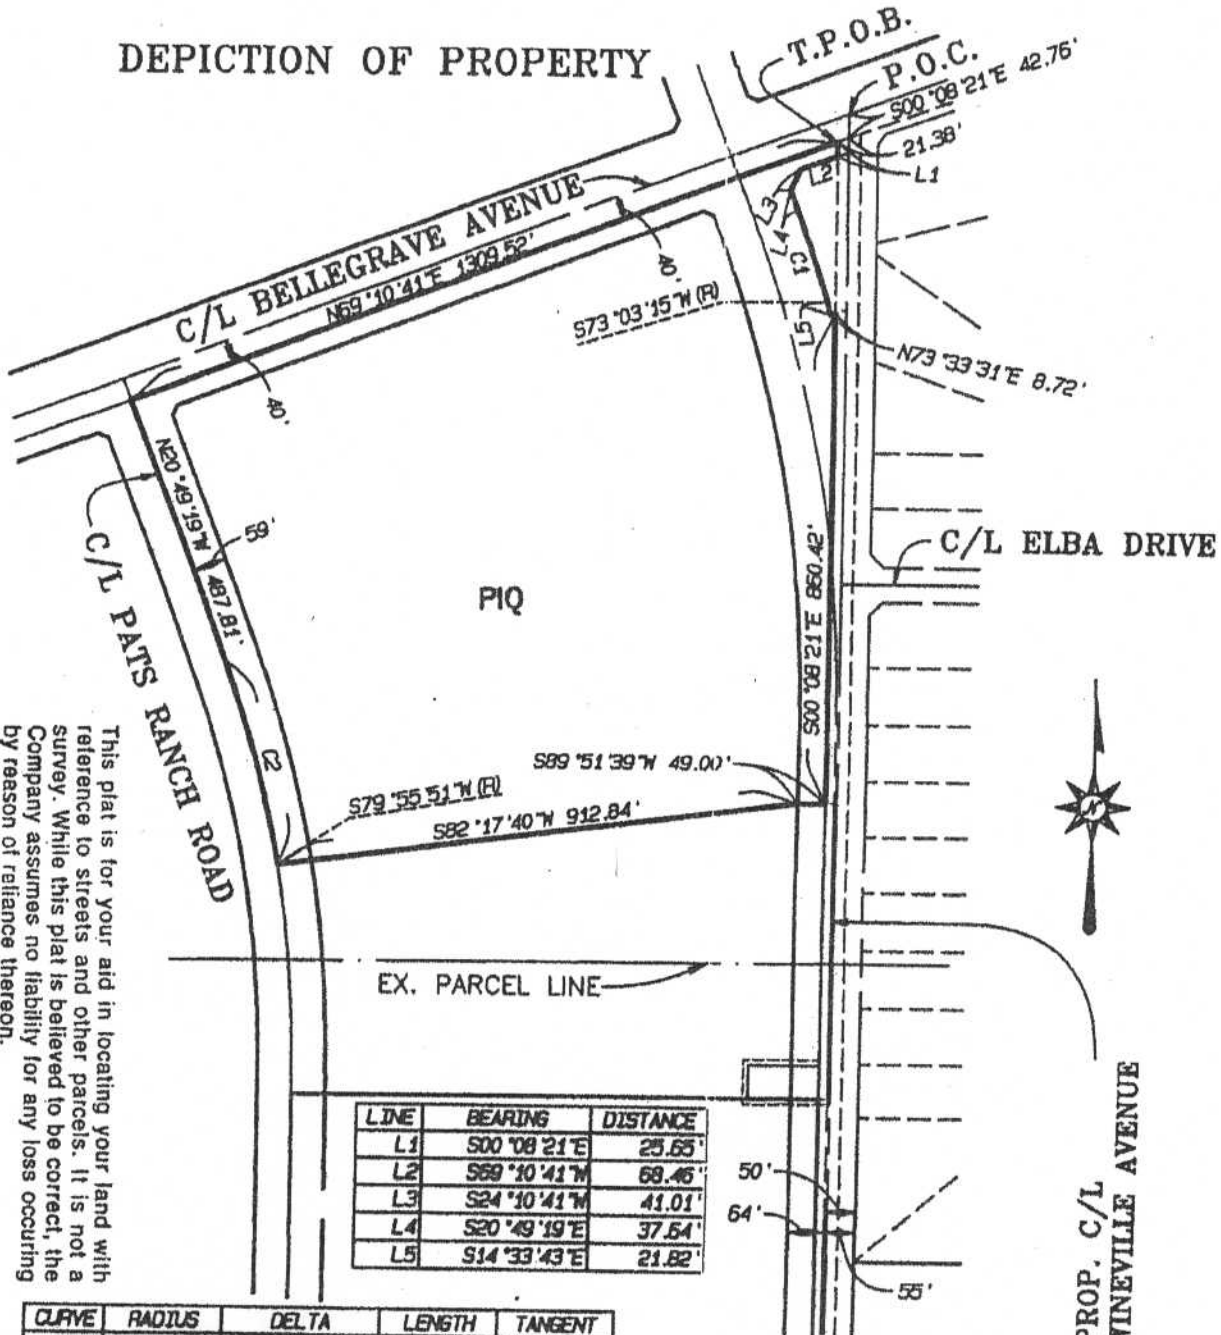 DEPICTION OF PROPERTY
T.P.O.B.
P.O.C.
S00°08'21"E 42.76'
21.38'
L1
L2
L3
L4
C1
L5
C/L BELLEGRAVE AVENUE
N69°10'41"E 1309.52'
40'
40'
S73°03'15"W (R)
N73°33'31"E 8.72'
N20°49'19"W 487.81'
59'
C/L PATS RANCH ROAD
C/L ELBA DRIVE
PIQ
S00°08'21"E 860.42'
C2
S89°51'39"W 49.00'
S79°55'51"W (R)
S82°17'40"W 912.84'
N
This plat is for your aid in locating your land with
reference to streets and other parcels. It is not a
survey. While this plat is believed to be correct, the
Company assumes no liability for any loss occuring
by reason of reliance thereon.
EX. PARCEL LINE
LINE BEARING DISTANCE
L1 S00°08'21"E 25.65'
L2 S69°10'41"W 68.46'
L3 S24°10'41"W 41.01'
L4 S20°49'19"E 37.64'
L5 S14°33'43"E 21.82'
50'
64'
55'
PROP. C/L
WINEVILLE AVENUE
CURVE RADIUS DELTA LENGTH TANGENT